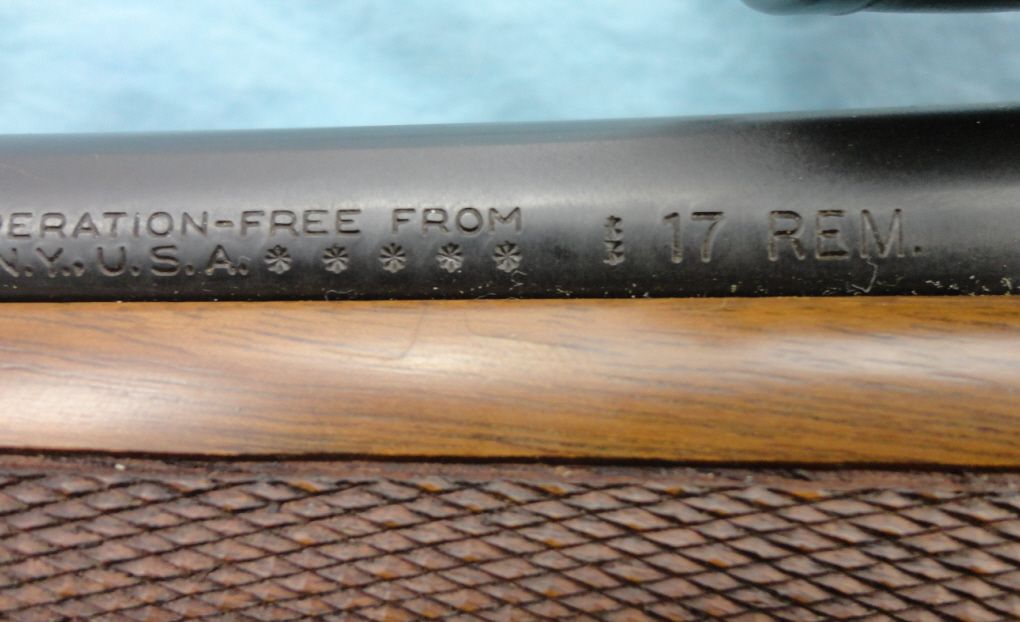 PERATION-FREE FROM
N.Y., U.S.A. * * * * *
17 REM.